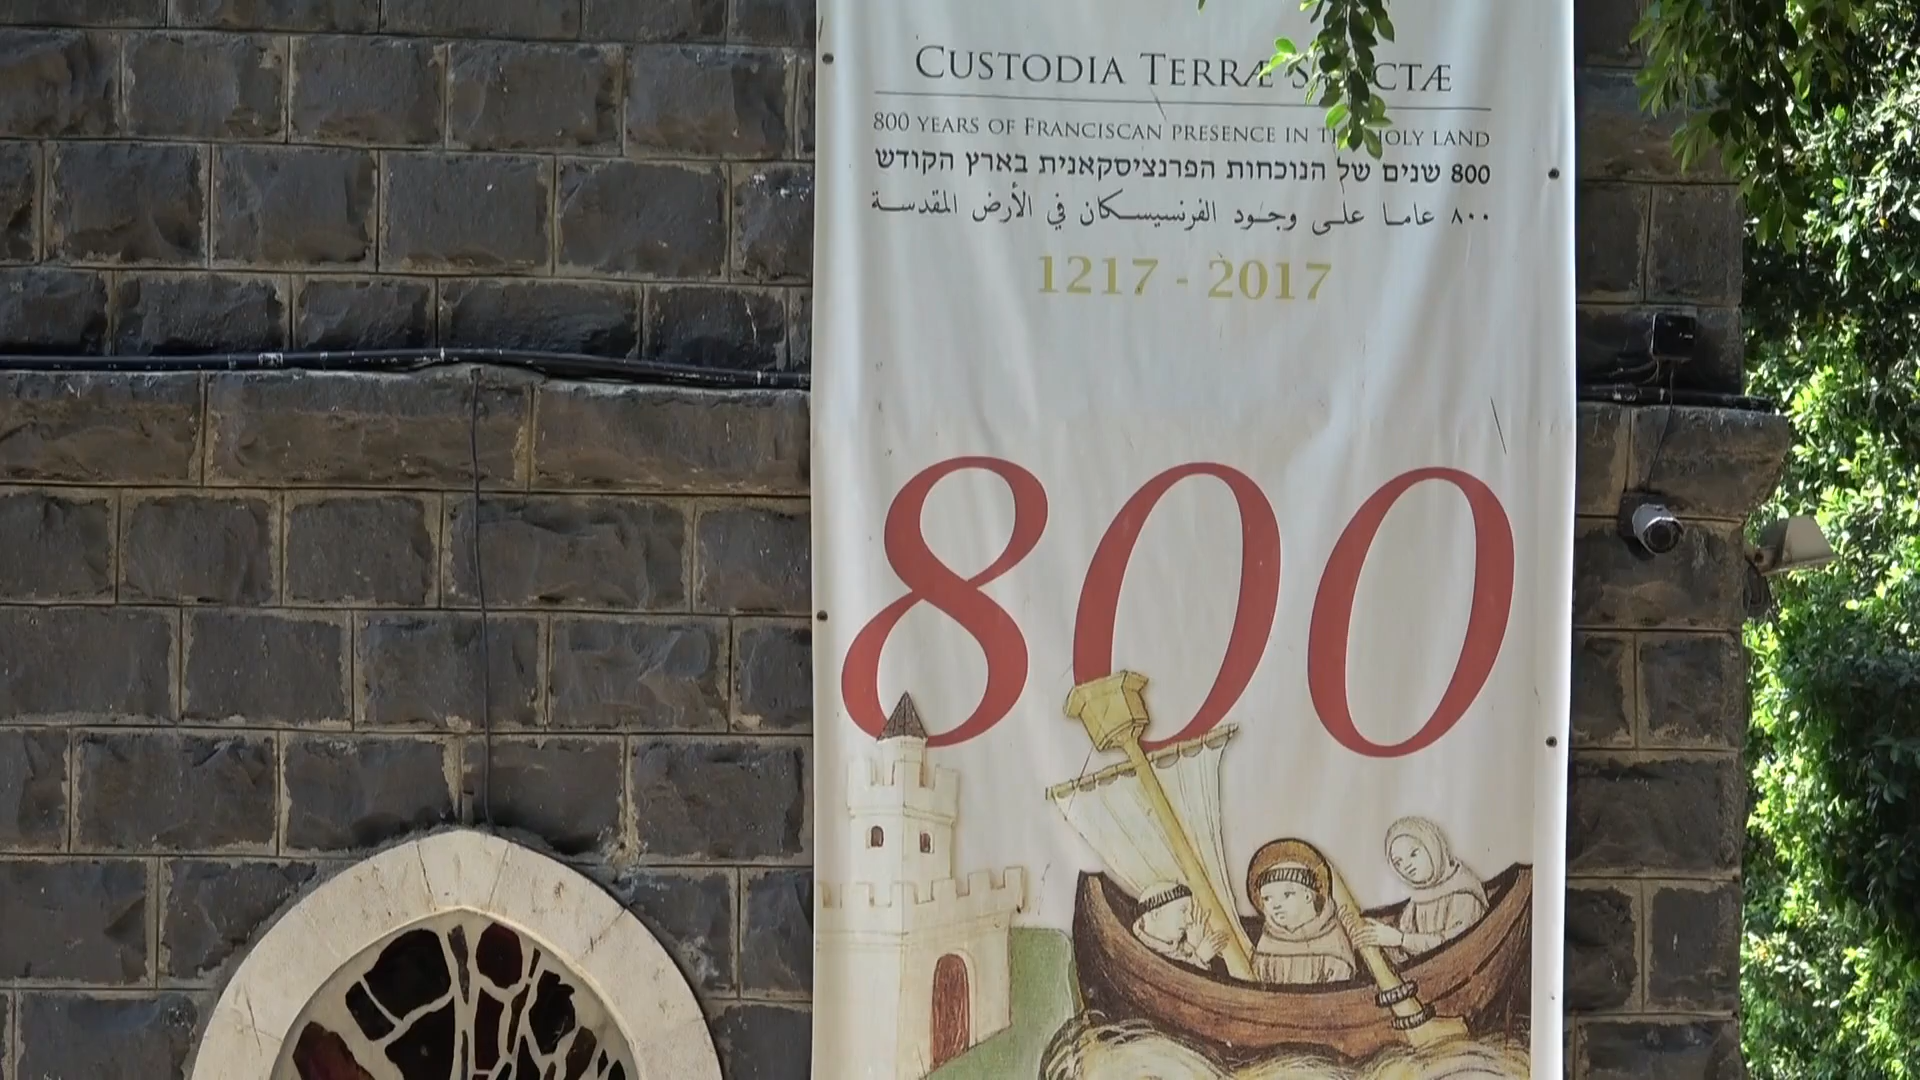 CUSTODIA TERRÆ SANCTÆ
800 YEARS OF FRANCISCAN PRESENCE IN THE HOLY LAND
800 שנים של הנוכחות הפרנציסקאנית בארץ הקודש
٨٠٠ عاما على وجود الفرنسيسكان في الأرض المقدسة
1217 - 2017
800